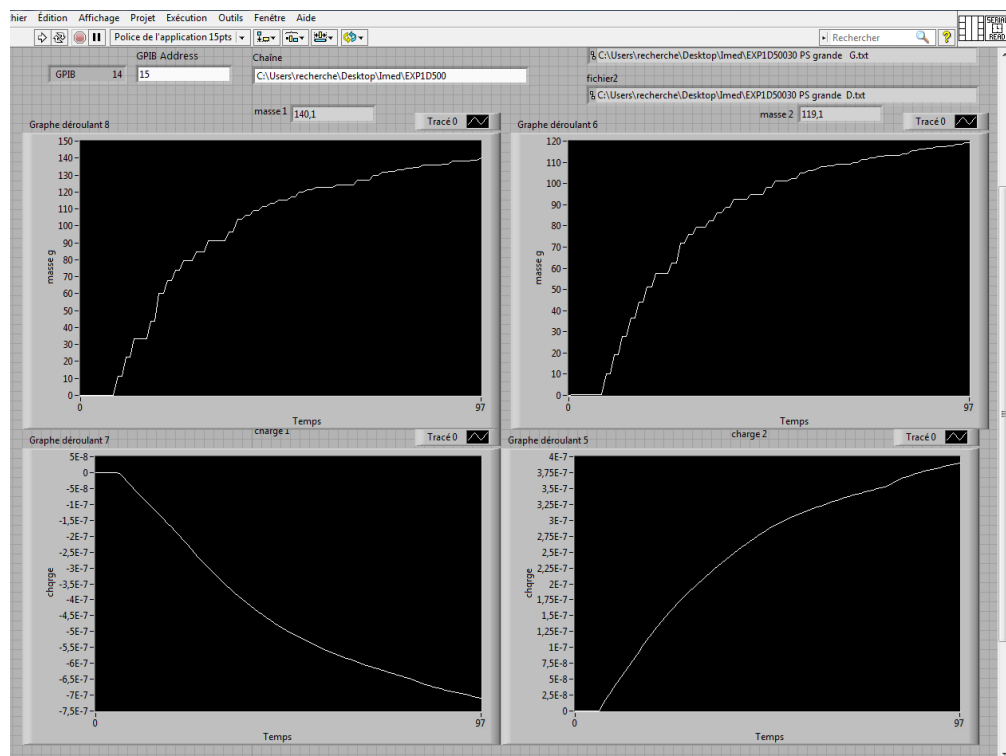 hier Édition Affichage Projet Exécution Outils Fenêtre Aide
Police de l'application 15pts
Rechercher
SERIAL
READ
GPIB Address
GPIB 14
15
Chaîne
C:\Users\recherche\Desktop\Imed\EXP1D500
C:\Users\recherche\Desktop\Imed\EXP1D50030 PS grande G.txt
fichier2
C:\Users\recherche\Desktop\Imed\EXP1D50030 PS grande D.txt
masse 1 140,1
masse 2 119,1
Graphe déroulant 8
Tracé 0
150
140
130
120
110
100
90
80
70
60
50
40
30
20
10
0
masse g
0
97
Temps
Graphe déroulant 6
Tracé 0
120
110
100
90
80
70
60
50
40
30
20
10
0
masse g
0
97
Temps
Graphe déroulant 7
charge 1
Tracé 0
5E-8
0
-5E-8
-1E-7
-1,5E-7
-2E-7
-2,5E-7
-3E-7
-3,5E-7
-4E-7
-4,5E-7
-5E-7
-5,5E-7
-6E-7
-6,5E-7
-7E-7
-7,5E-7
chqrge
0
97
Temps
Graphe déroulant 5
charge 2
Tracé 0
4E-7
3,75E-7
3,5E-7
3,25E-7
3E-7
2,75E-7
2,5E-7
2,25E-7
2E-7
1,75E-7
1,5E-7
1,25E-7
1E-7
7,5E-8
5E-8
2,5E-8
0
chqrge
0
97
Temps